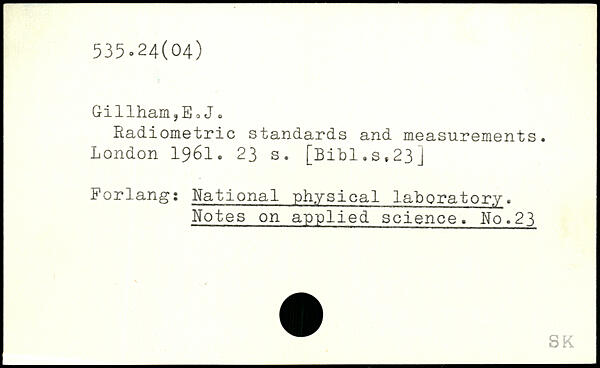 535.24(04)
Gillham,E.J.
Radiometric standards and measurements.
London 1961. 23 s. [Bibl.s.23]
Forlang: National physical laboratory.
Notes on applied science. No.23
SK